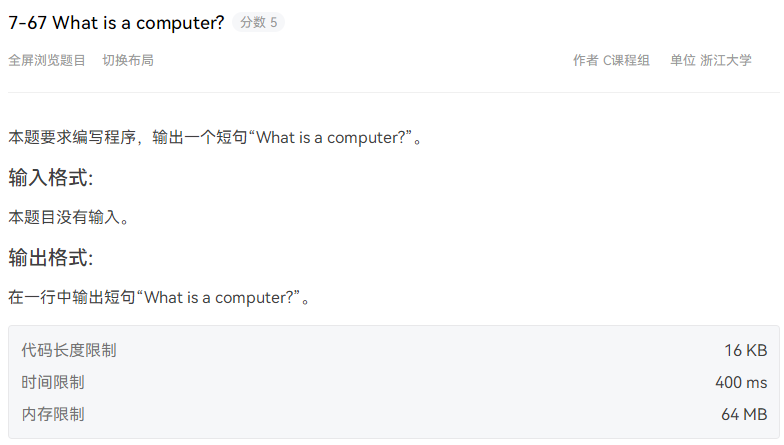 7-67 What is a computer? 分数 5
全屏浏览题目 切换布局 作者 C课程组 单位 浙江大学
本题要求编写程序，输出一个短句“What is a computer?”。
输入格式:
本题目没有输入。
输出格式:
在一行中输出短句“What is a computer?”。
代码长度限制 16 KB
时间限制 400 ms
内存限制 64 MB